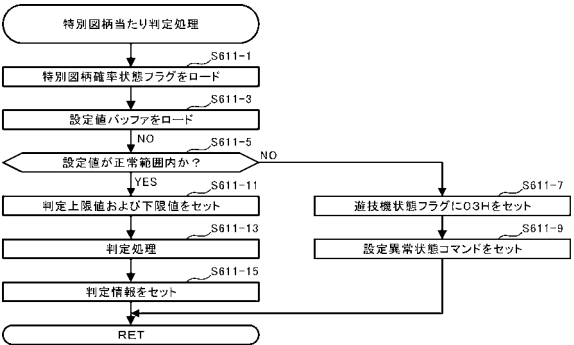 特別図柄当たり判定処理
S611-1
特別図柄確率状態フラグをロード
S611-3
設定値バッファをロード
NO
S611-5
設定値が正常範囲内か？
NO
YES
S611-11
判定上限値および下限値をセット
S611-7
遊技機状態フラグに03Hをセット
S611-13
判定処理
S611-9
設定異常状態コマンドをセット
S611-15
判定情報をセット
RET